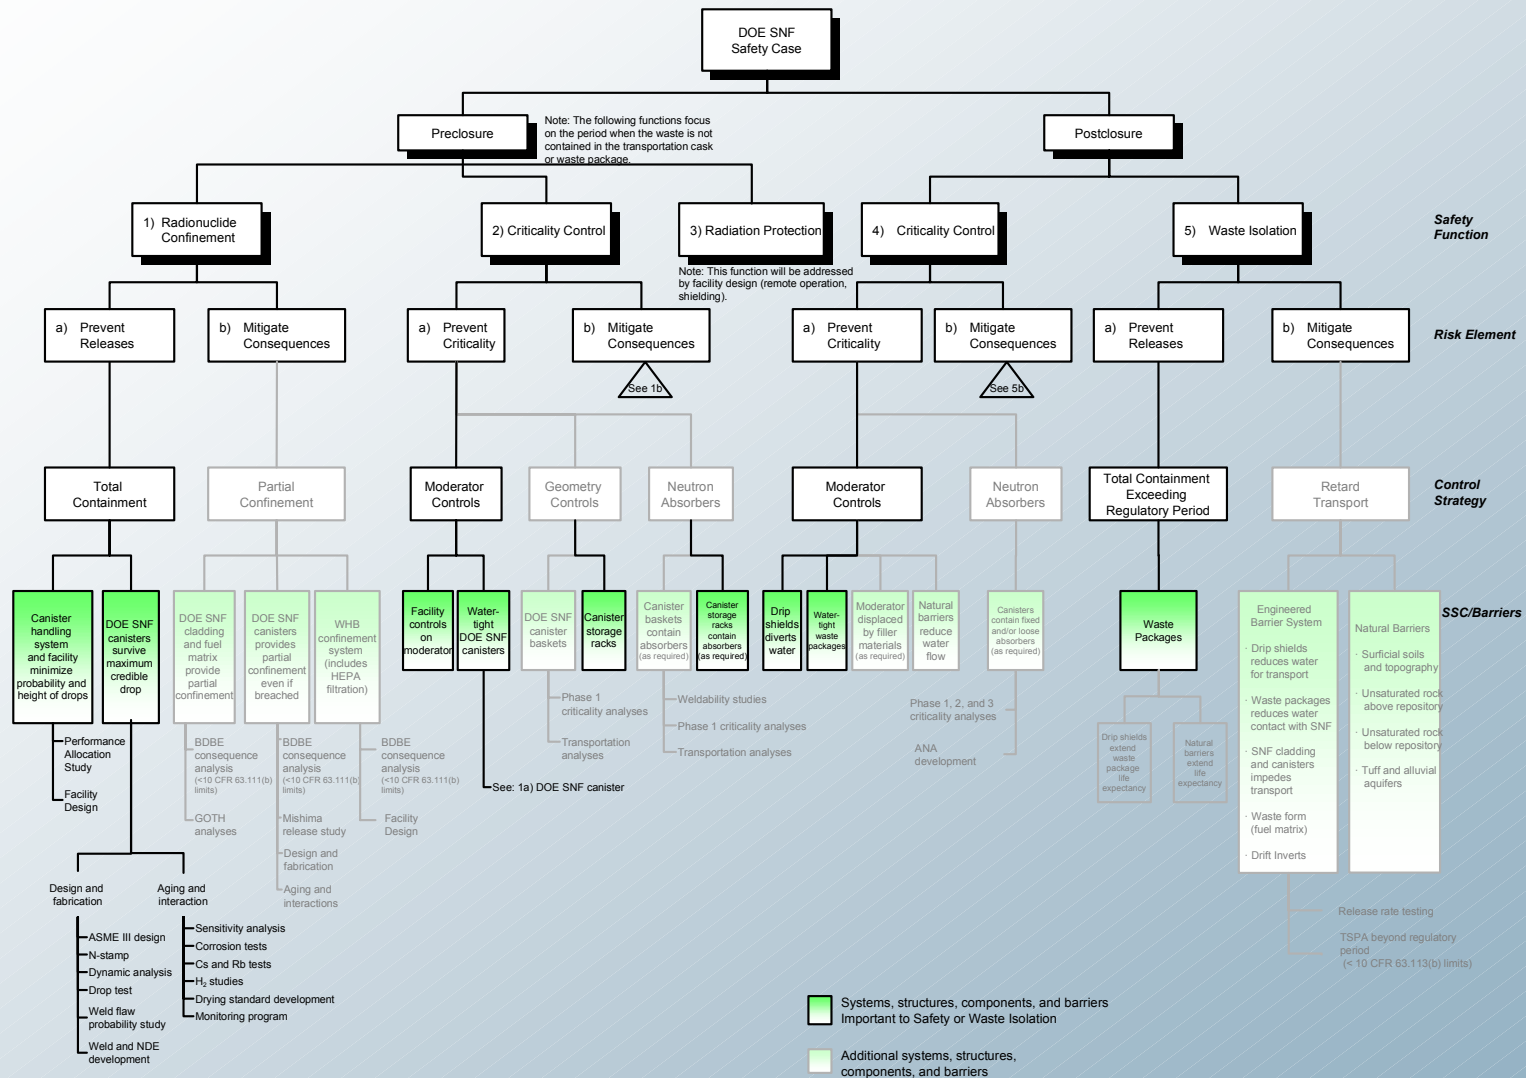 DOE SNF
Safety Case
Preclosure
Note: The following functions focus
on the period when the waste is not
contained in the transportation cask
or waste package.
Postclosure
1) Radionuclide
Confinement
2) Criticality Control
3) Radiation Protection
4) Criticality Control
5) Waste Isolation
Safety
Function
Note: This function will be addressed
by facility design (remote operation,
shielding).
a) Prevent
Releases
b) Mitigate
Consequences
a) Prevent
Criticality
b) Mitigate
Consequences
a) Prevent
Criticality
b) Mitigate
Consequences
a) Prevent
Releases
b) Mitigate
Consequences
Risk Element
See 1b
See 5b
Total
Containment
Partial
Confinement
Moderator
Controls
Geometry
Controls
Neutron
Absorbers
Moderator
Controls
Neutron
Absorbers
Total Containment
Exceeding
Regulatory Period
Retard
Transport
Control
Strategy
Canister
handling
system
and facility
minimize
probability and
height of drops
DOE SNF
canisters
survive
maximum
credible
drop
DOE SNF
cladding
and fuel
matrix
provide
partial
confinement
DOE SNF
canisters
provides
partial
confinement
even if
breached
WHB
confinement
system
(includes
HEPA
filtration)
Facility
controls
on
moderator
Water-
tight
DOE SNF
canisters
DOE SNF
canister
baskets
Canister
storage
racks
Canister
baskets
contain
absorbers
(as required)
Canister
storage
racks
contain
absorbers
(as required)
Drip
shields
diverts
water
Water-
tight
waste
packages
Moderator
displaced
by filler
materials
(as required)
Natural
barriers
reduce
water
flow
Canisters
contain fixed
and/or loose
absorbers
(as required)
Waste
Packages
Engineered
Barrier System
· Drip shields
reduces water
for transport
· Waste packages
reduces water
contact with SNF
· SNF cladding
and canisters
impedes
transport
· Waste form
(fuel matrix)
· Drift Inverts
Natural Barriers
· Surficial soils
and topography
· Unsaturated rock
above repository
· Unsaturated rock
below repository
· Tuff and alluvial
aquifers
SSC/Barriers
Performance
Allocation
Study
Facility
Design
BDBE
consequence
analysis
(<10 CFR 63.111(b)
limits)
GOTH
analyses
BDBE
consequence
analysis
(<10 CFR 63.111(b)
limits)
Mishima
release study
Design and
fabrication
Aging and
interactions
BDBE
consequence
analysis
(<10 CFR 63.111(b)
limits)
Facility
Design
See: 1a) DOE SNF canister
Phase 1
criticality analyses
Transportation
analyses
Weldability studies
Phase 1 criticality analyses
Transportation analyses
Phase 1, 2, and 3
criticality analyses
ANA
development
Drip shields
extend
waste
package
life
expectancy
Natural
barriers
extend
life
expectancy
Release rate testing
TSPA beyond regulatory
period
(< 10 CFR 63.113(b) limits)
Design and
fabrication
Aging and
interaction
ASME III design
N-stamp
Dynamic analysis
Drop test
Weld flaw
probability study
Weld and NDE
development
Sensitivity analysis
Corrosion tests
Cs and Rb tests
H₂ studies
Drying standard development
Monitoring program
Systems, structures, components, and barriers
Important to Safety or Waste Isolation
Additional systems, structures,
components, and barriers